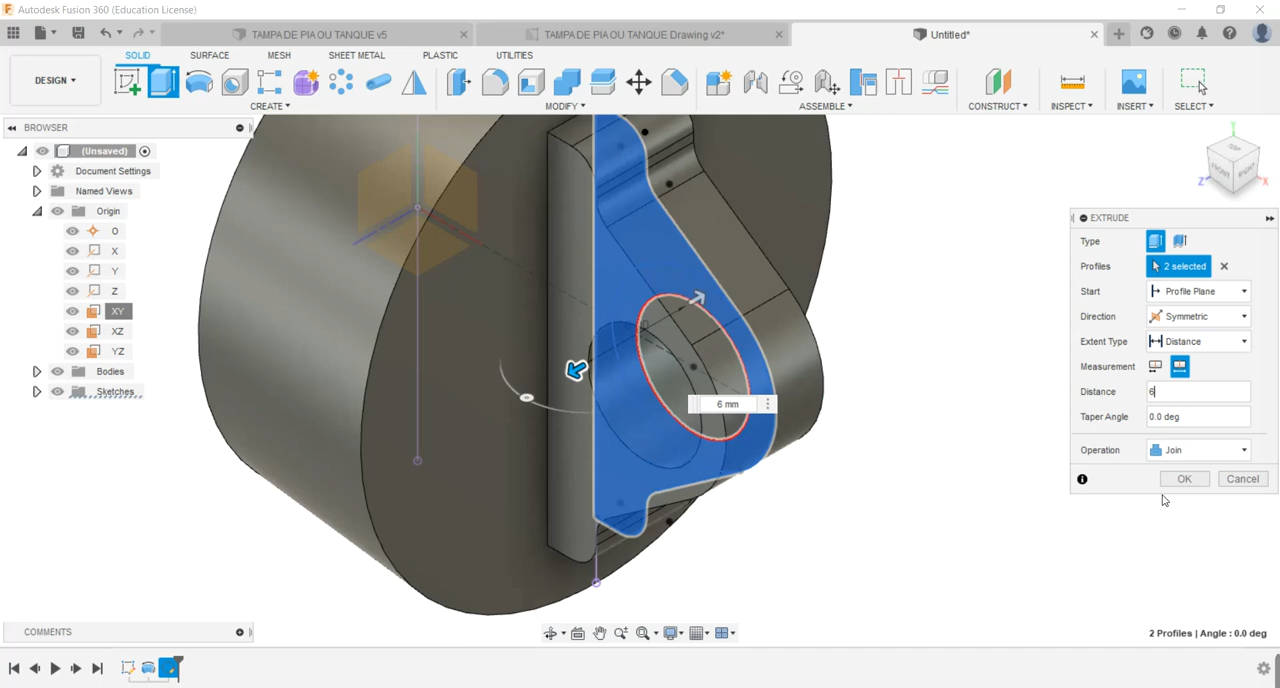 Autodesk Fusion 360 (Education License)
TAMPA DE PIA OU TANQUE v5
TAMPA DE PIA OU TANQUE Drawing v2*
Untitled*
SOLID
SURFACE
MESH
SHEET METAL
PLASTIC
UTILITIES
DESIGN
CREATE
MODIFY
ASSEMBLE
CONSTRUCT
INSPECT
INSERT
SELECT
BROWSER
(Unsaved)
Document Settings
Named Views
Origin
O
X
Y
Z
XY
XZ
YZ
Bodies
Sketches
TOP
FRONT
RIGHT
Y
Z
X
6 mm
EXTRUDE
Type
Profiles
2 selected
Start
Profile Plane
Direction
Symmetric
Extent Type
Distance
Measurement
Distance
6
Taper Angle
0.0 deg
Operation
Join
OK
Cancel
COMMENTS
2 Profiles | Angle : 0.0 deg